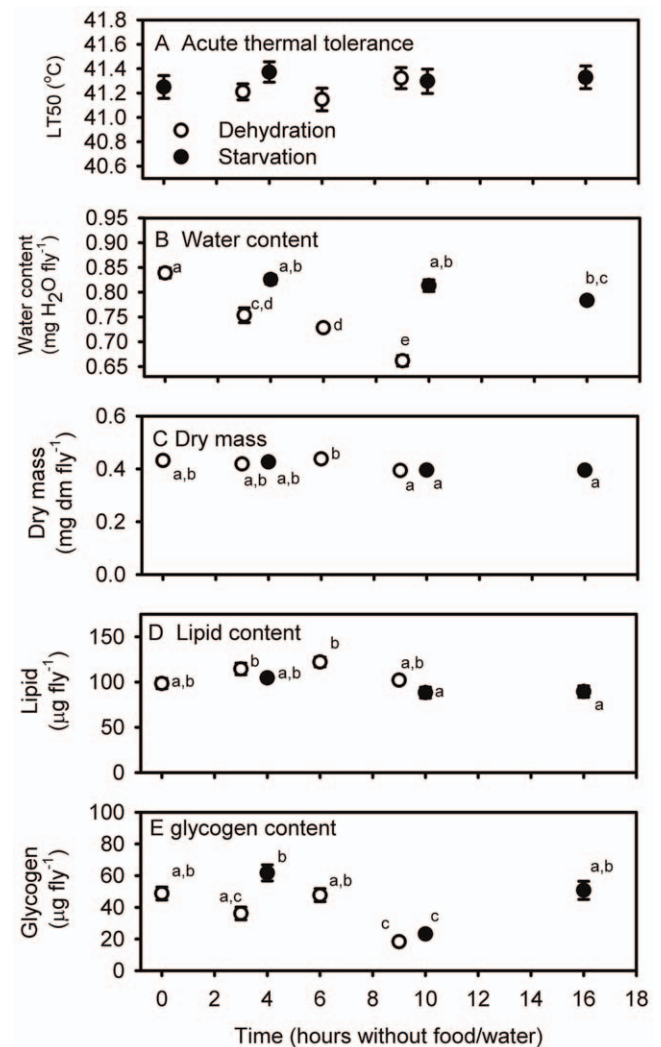 41.8
41.6
41.4
41.2
41.0
40.8
40.6
LT50 (°C)
A Acute thermal tolerance
Dehydration
Starvation
0.95
0.90
0.85
0.80
0.75
0.70
0.65
Water content
(mg H₂O fly⁻¹)
B Water content
a
c,d
a,b
d
e
a,b
b,c
0.6
0.4
0.2
0.0
Dry mass
(mg dm fly⁻¹)
C Dry mass
a,b
a,b
a,b
b
a
a
a
150
100
50
0
Lipid
(µg fly⁻¹)
D Lipid content
a,b
b
a,b
b
a,b
a
a
100
80
60
40
20
0
Glycogen
(µg fly⁻¹)
E glycogen content
a,b
a,c
b
a,b
c
c
a,b
0 2 4 6 8 10 12 14 16 18
Time (hours without food/water)